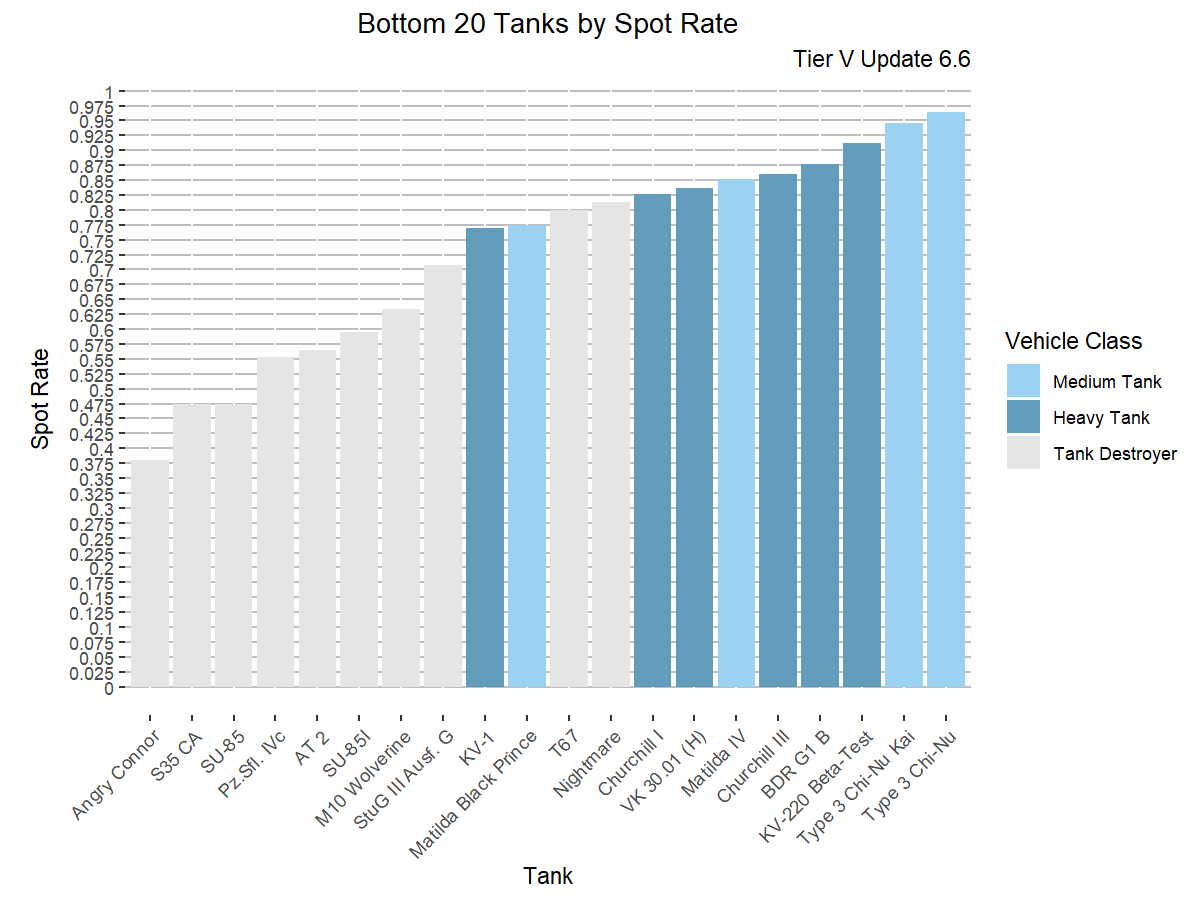 Bottom 20 Tanks by Spot Rate
Tier V Update 6.6
1
0.975
0.95
0.925
0.9
0.875
0.85
0.825
0.8
0.775
0.75
0.725
0.7
0.675
0.65
0.625
0.6
0.575
0.55
0.525
0.5
0.475
0.45
0.425
0.4
0.375
0.35
0.325
0.3
0.275
0.25
0.225
0.2
0.175
0.15
0.125
0.1
0.075
0.05
0.025
0
Spot Rate
Angry Connor
S35 CA
SU-85
Pz.Sfl. IVc
AT 2
SU-85I
M10 Wolverine
StuG III Ausf. G
KV-1
Matilda Black Prince
T67
Nightmare
Churchill I
VK 30.01 (H)
Matilda IV
Churchill III
BDR G1 B
KV-220 Beta-Test
Type 3 Chi-Nu Kai
Type 3 Chi-Nu
Tank
Vehicle Class
Medium Tank
Heavy Tank
Tank Destroyer